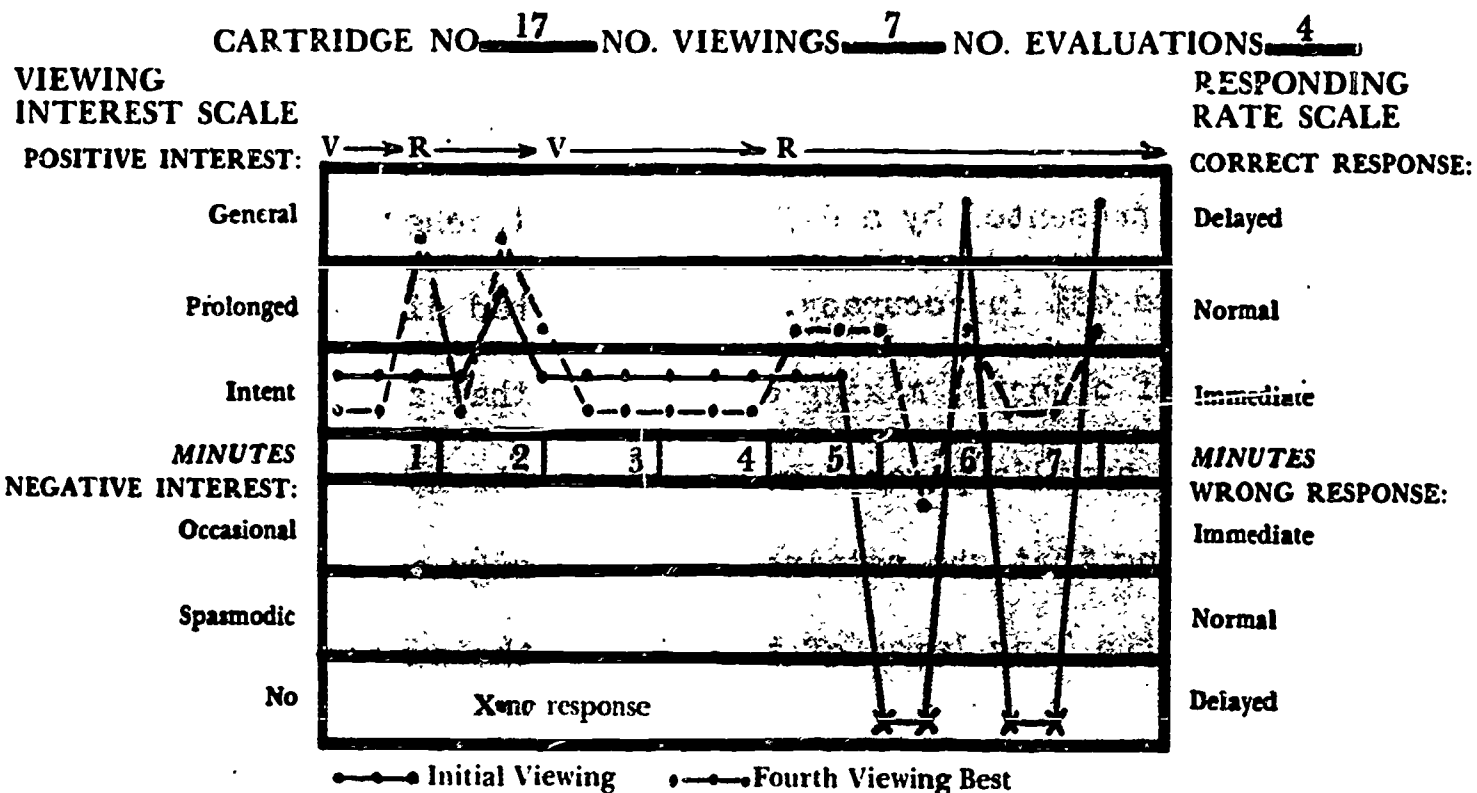 CARTRIDGE NO. 17 NO. VIEWINGS 7 NO. EVALUATIONS 4
VIEWING
INTEREST SCALE
RESPONDING
RATE SCALE
V R V R
POSITIVE INTEREST:
CORRECT RESPONSE:
General
Delayed
Prolonged
Normal
Intent
Immediate
MINUTES 1 2 3 4 5 6 7 MINUTES
NEGATIVE INTEREST:
WRONG RESPONSE:
Occasional
Immediate
Spasmodic
Normal
No
X no response
Delayed
Initial Viewing
Fourth Viewing Best